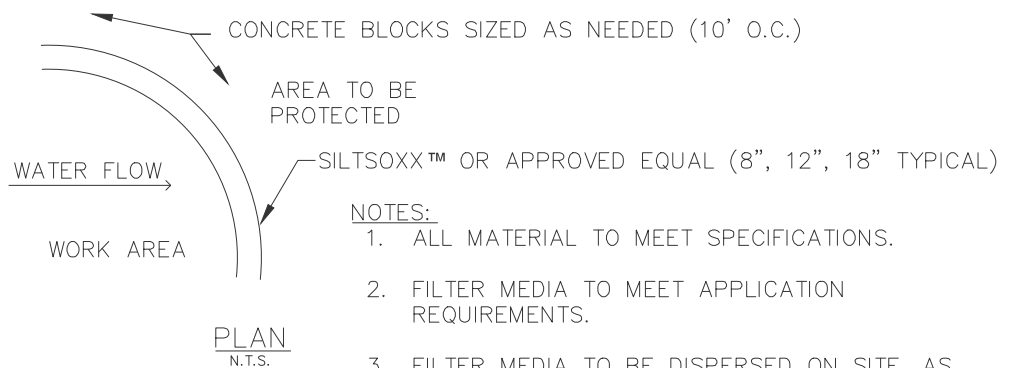 CONCRETE BLOCKS SIZED AS NEEDED (10' O.C.)
AREA TO BE
PROTECTED
SILTSOXX™ OR APPROVED EQUAL (8”, 12”, 18” TYPICAL)
WATER FLOW
WORK AREA
PLAN
N.T.S.
NOTES:
1. ALL MATERIAL TO MEET SPECIFICATIONS.
2. FILTER MEDIA TO MEET APPLICATION
REQUIREMENTS.
3. FILTER MEDIA TO BE DISPERSED ON SITE, AS